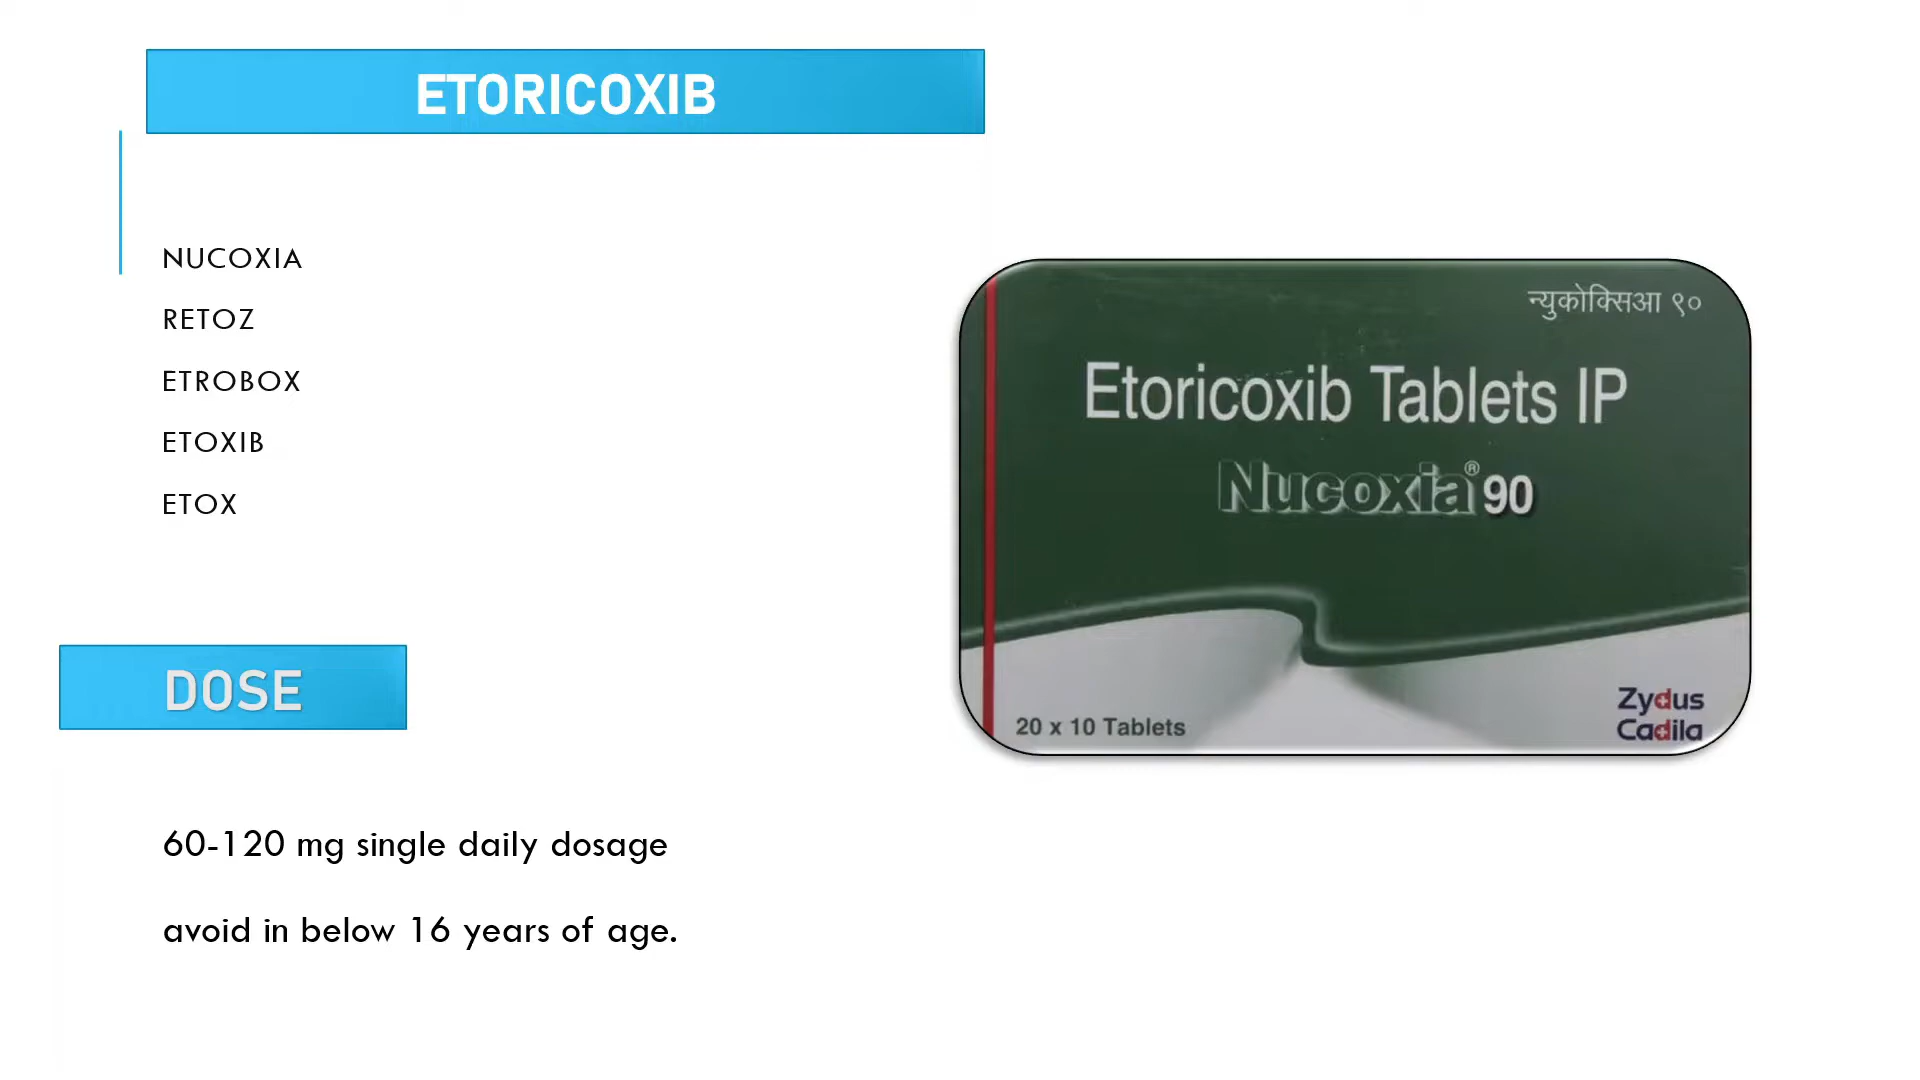 ETORICOXIB
NUCOXIA
RETOZ
ETROBOX
ETOXIB
ETOX
न्युकोक्सिआ ९०
Etoricoxib Tablets IP
Nucoxia® 90
20 x 10 Tablets
Zydus
Cadila
DOSE
60-120 mg single daily dosage
avoid in below 16 years of age.